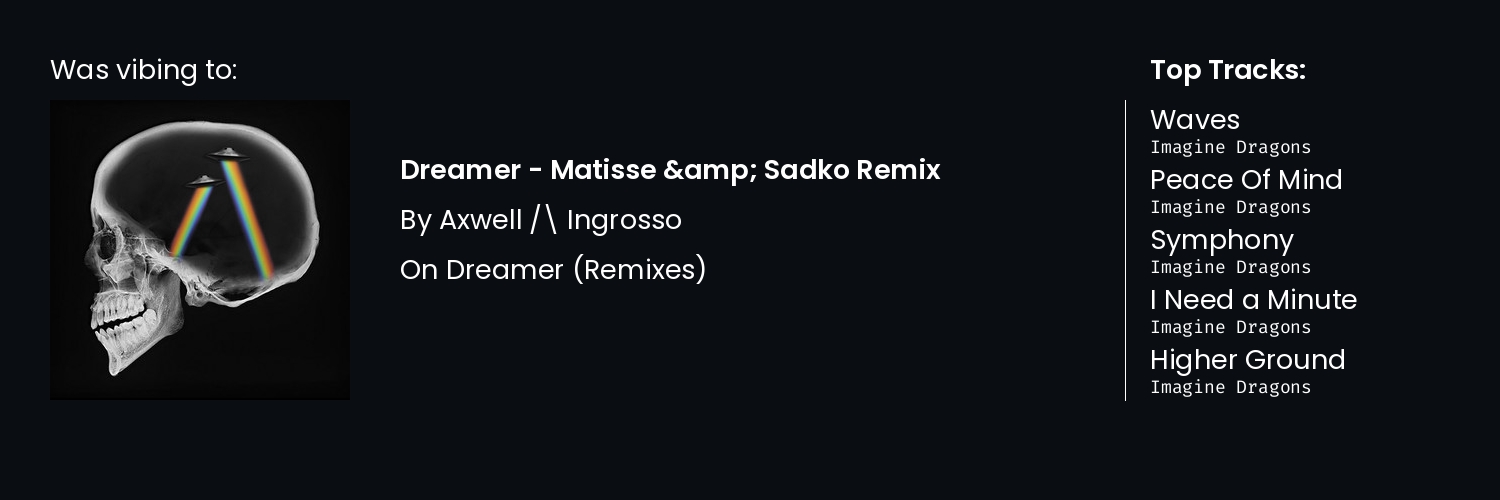 Was vibing to:
Dreamer - Matisse &amp; Sadko Remix
By Axwell /\ Ingrosso
On Dreamer (Remixes)
Top Tracks:
Waves
Imagine Dragons
Peace Of Mind
Imagine Dragons
Symphony
Imagine Dragons
I Need a Minute
Imagine Dragons
Higher Ground
Imagine Dragons